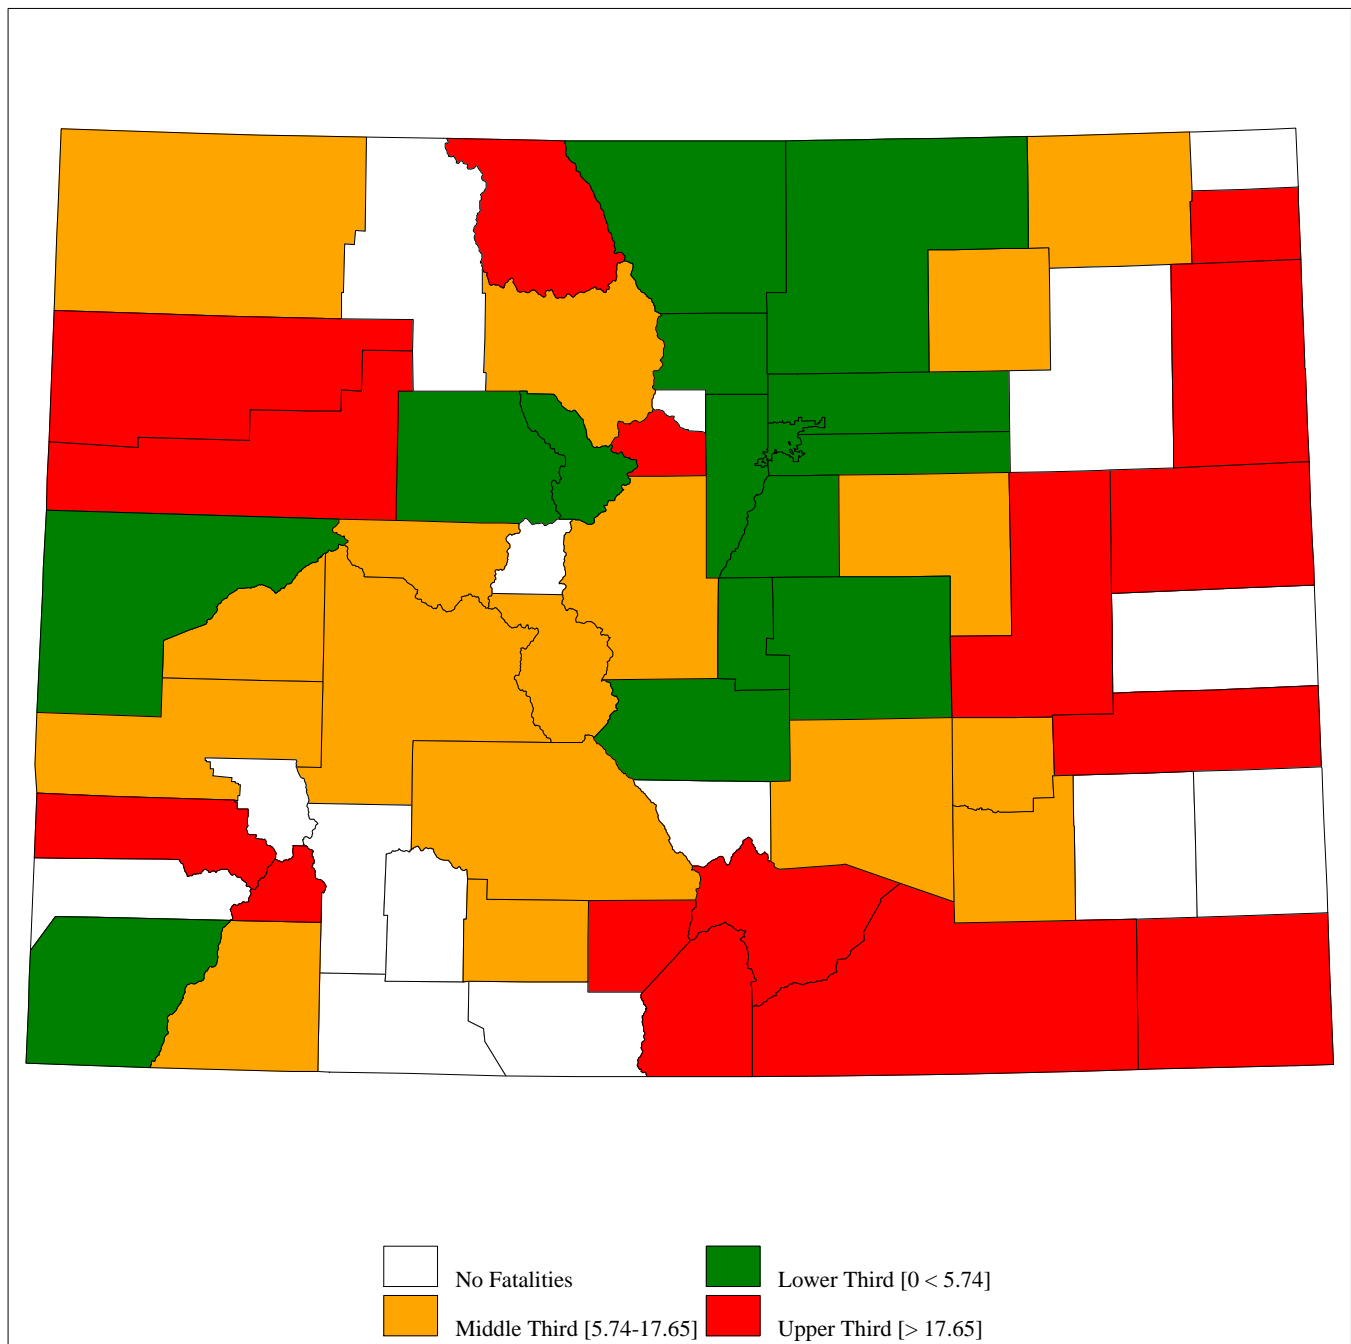 No Fatalities
Lower Third [0 < 5.74]
Middle Third [5.74-17.65]
Upper Third [> 17.65]